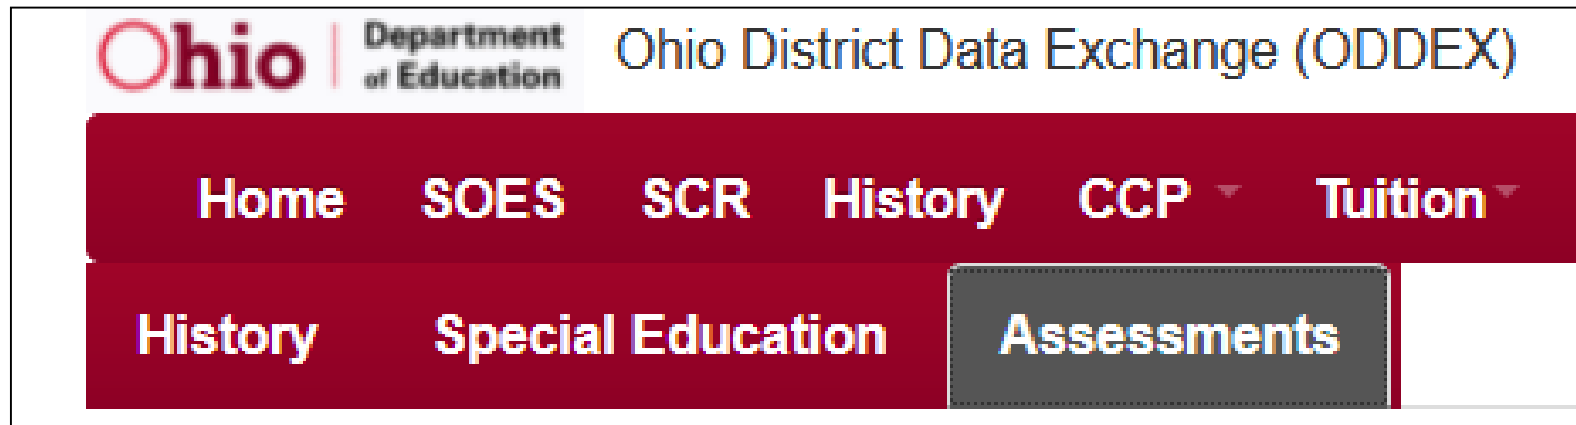 Ohio Department of Education Ohio District Data Exchange (ODDEX)
Home SOES SCR History CCP Tuition
History Special Education Assessments